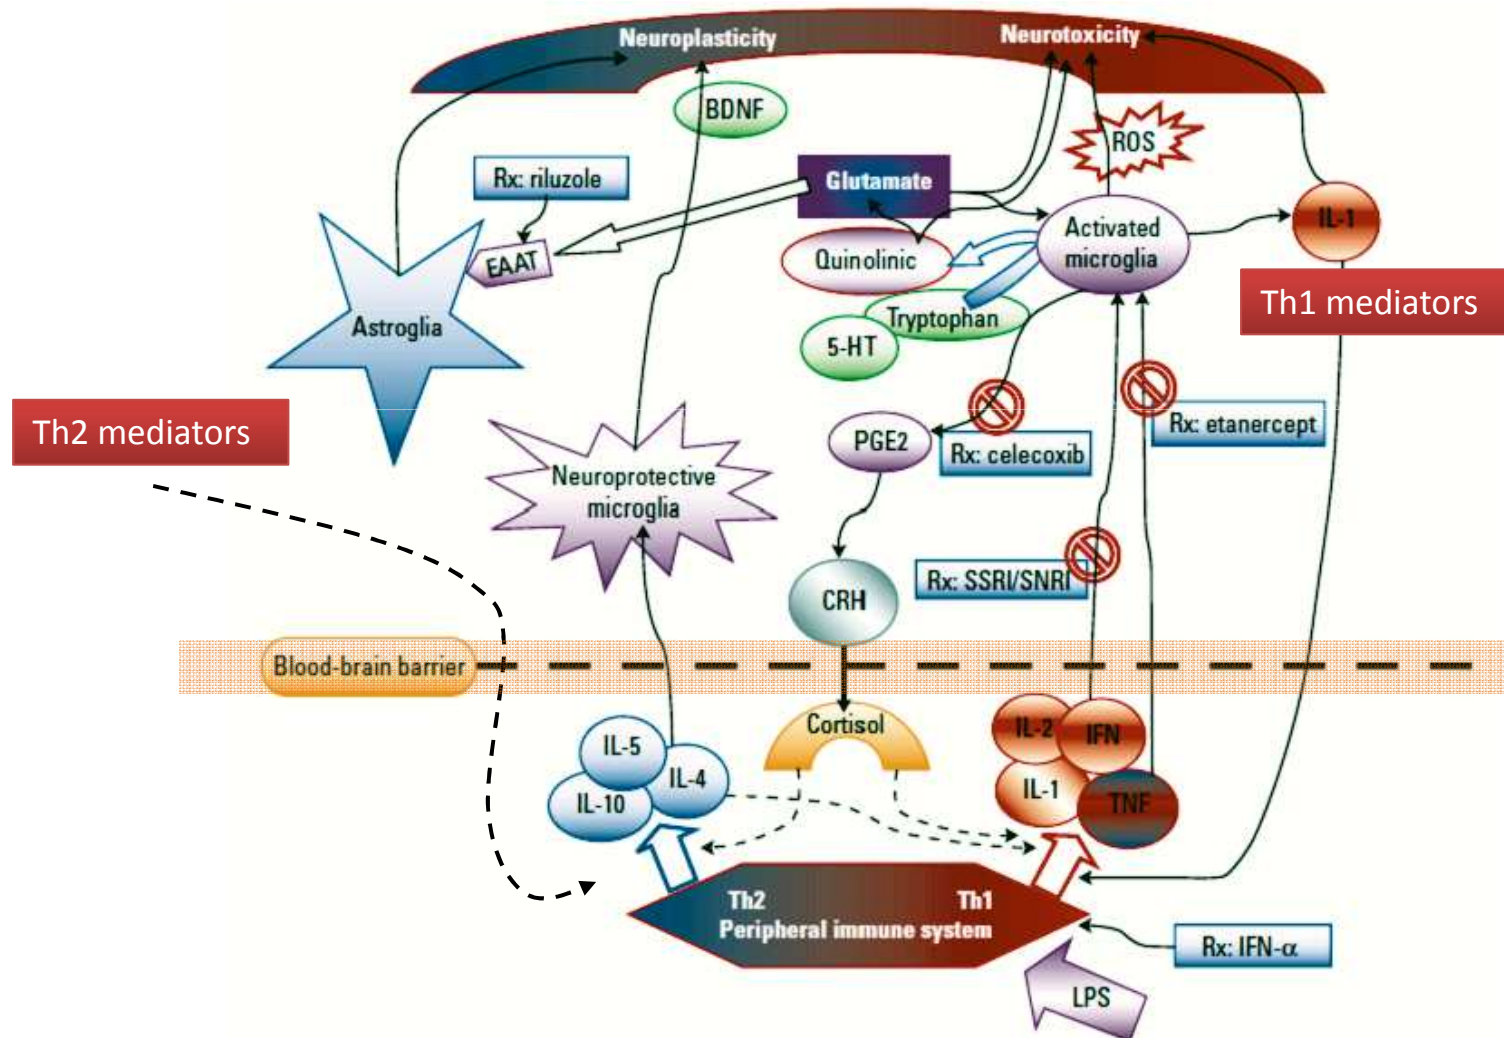 Neuroplasticity
Neurotoxicity
BDNF
ROS
Rx: riluzole
Glutamate
IL-1
Activated
microglia
EAAT
Quinolinic
Th1 mediators
Astroglia
Tryptophan
5-HT
Th2 mediators
PGE2
Rx: celecoxib
Rx: etanercept
Neuroprotective
microglia
Rx: SSRI/SNRI
CRH
Blood-brain barrier
Cortisol
IL-2
IFN
IL-5
IL-4
IL-10
IL-1
TNF
Th2
Th1
Peripheral immune system
Rx: IFN-α
LPS